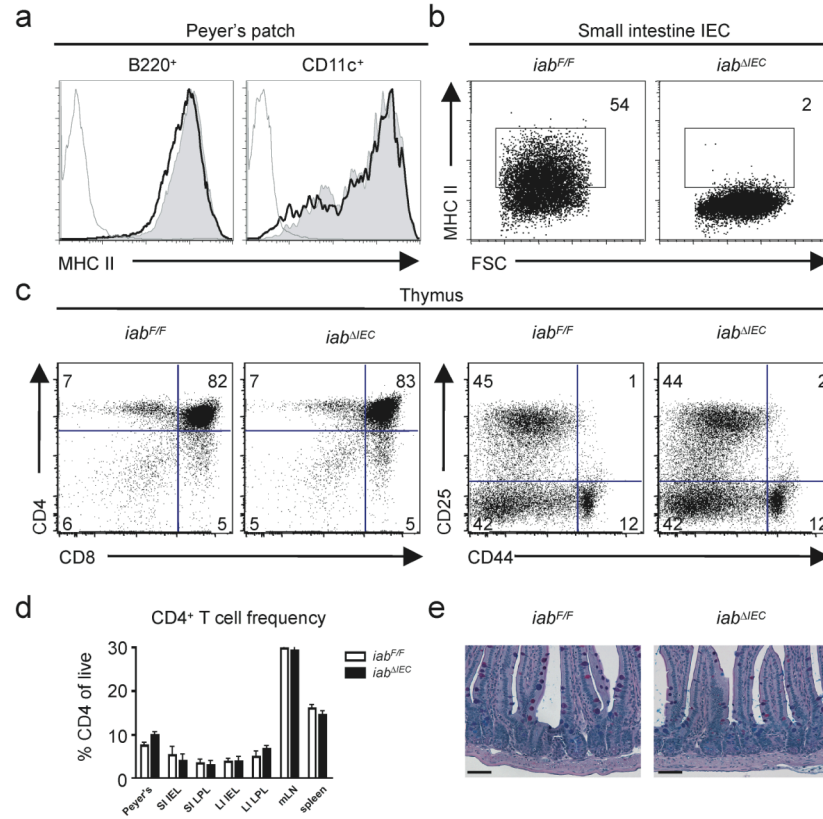 a
Peyer's patch
B220⁺
CD11c⁺
MHC II
b
Small intestine IEC
iab^F/F
iab^ΔIEC
54
2
MHC II
FSC
c
Thymus
iab^F/F
iab^ΔIEC
iab^F/F
iab^ΔIEC
7
82
7
83
45
1
44
2
CD4
CD25
6
5
5
5
42
12
42
12
CD8
CD44
d
CD4⁺ T cell frequency
iab^F/F
iab^ΔIEC
% CD4 of live
30
20
10
0
Peyer's
SI IEL
SI LPL
LI IEL
LI LPL
mLN
spleen
e
iab^F/F
iab^ΔIEC